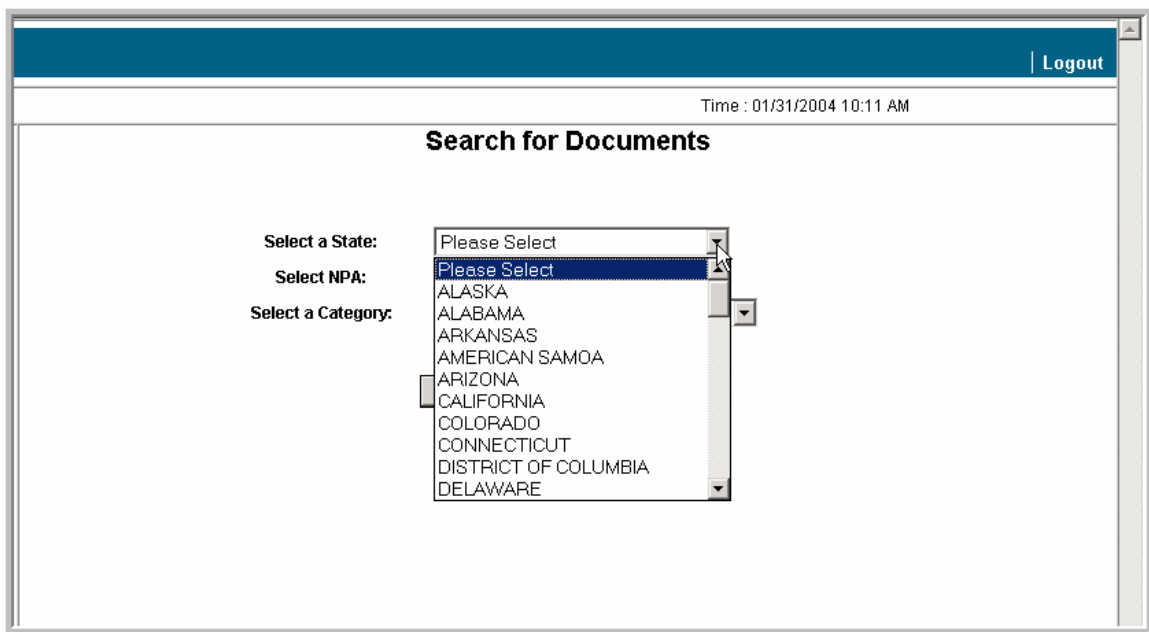 Logout
Time : 01/31/2004 10:11 AM
Search for Documents
Select a State:
Please Select
Please Select
Select NPA:
ALASKA
Select a Category:
ALABAMA
ARKANSAS
AMERICAN SAMOA
ARIZONA
CALIFORNIA
COLORADO
CONNECTICUT
DISTRICT OF COLUMBIA
DELAWARE